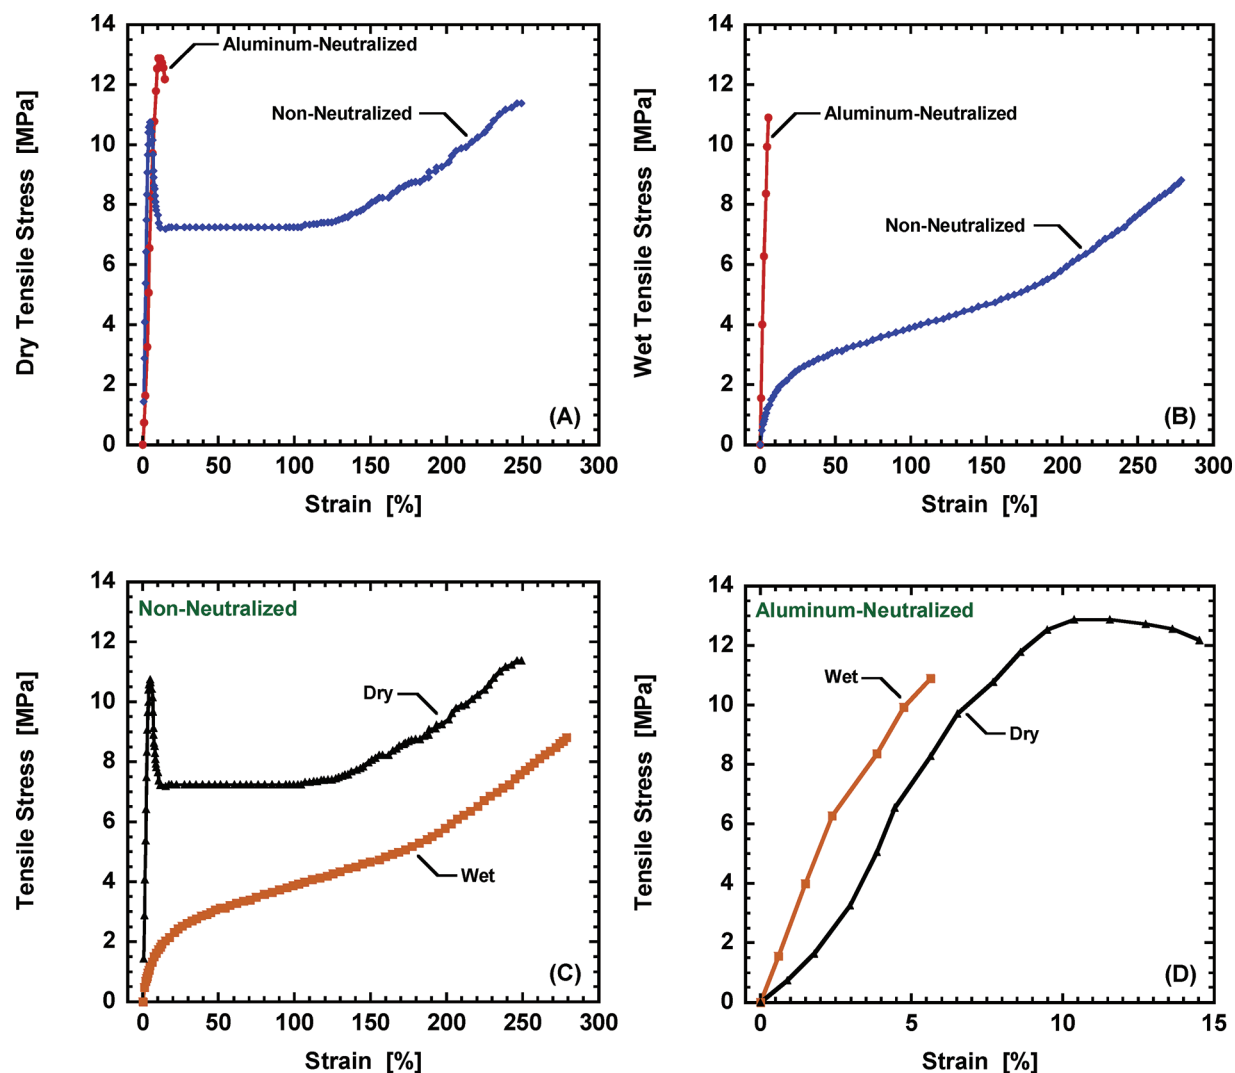 14
12
10
8
6
4
2
0
Dry Tensile Stress [MPa]
Aluminum-Neutralized
Non-Neutralized
(A)
0 50 100 150 200 250 300
Strain [%]
14
12
10
8
6
4
2
0
Wet Tensile Stress [MPa]
Aluminum-Neutralized
Non-Neutralized
(B)
0 50 100 150 200 250 300
Strain [%]
14
12
10
8
6
4
2
0
Tensile Stress [MPa]
Non-Neutralized
Dry
Wet
(C)
0 50 100 150 200 250 300
Strain [%]
14
12
10
8
6
4
2
0
Tensile Stress [MPa]
Aluminum-Neutralized
Wet
Dry
(D)
0 5 10 15
Strain [%]